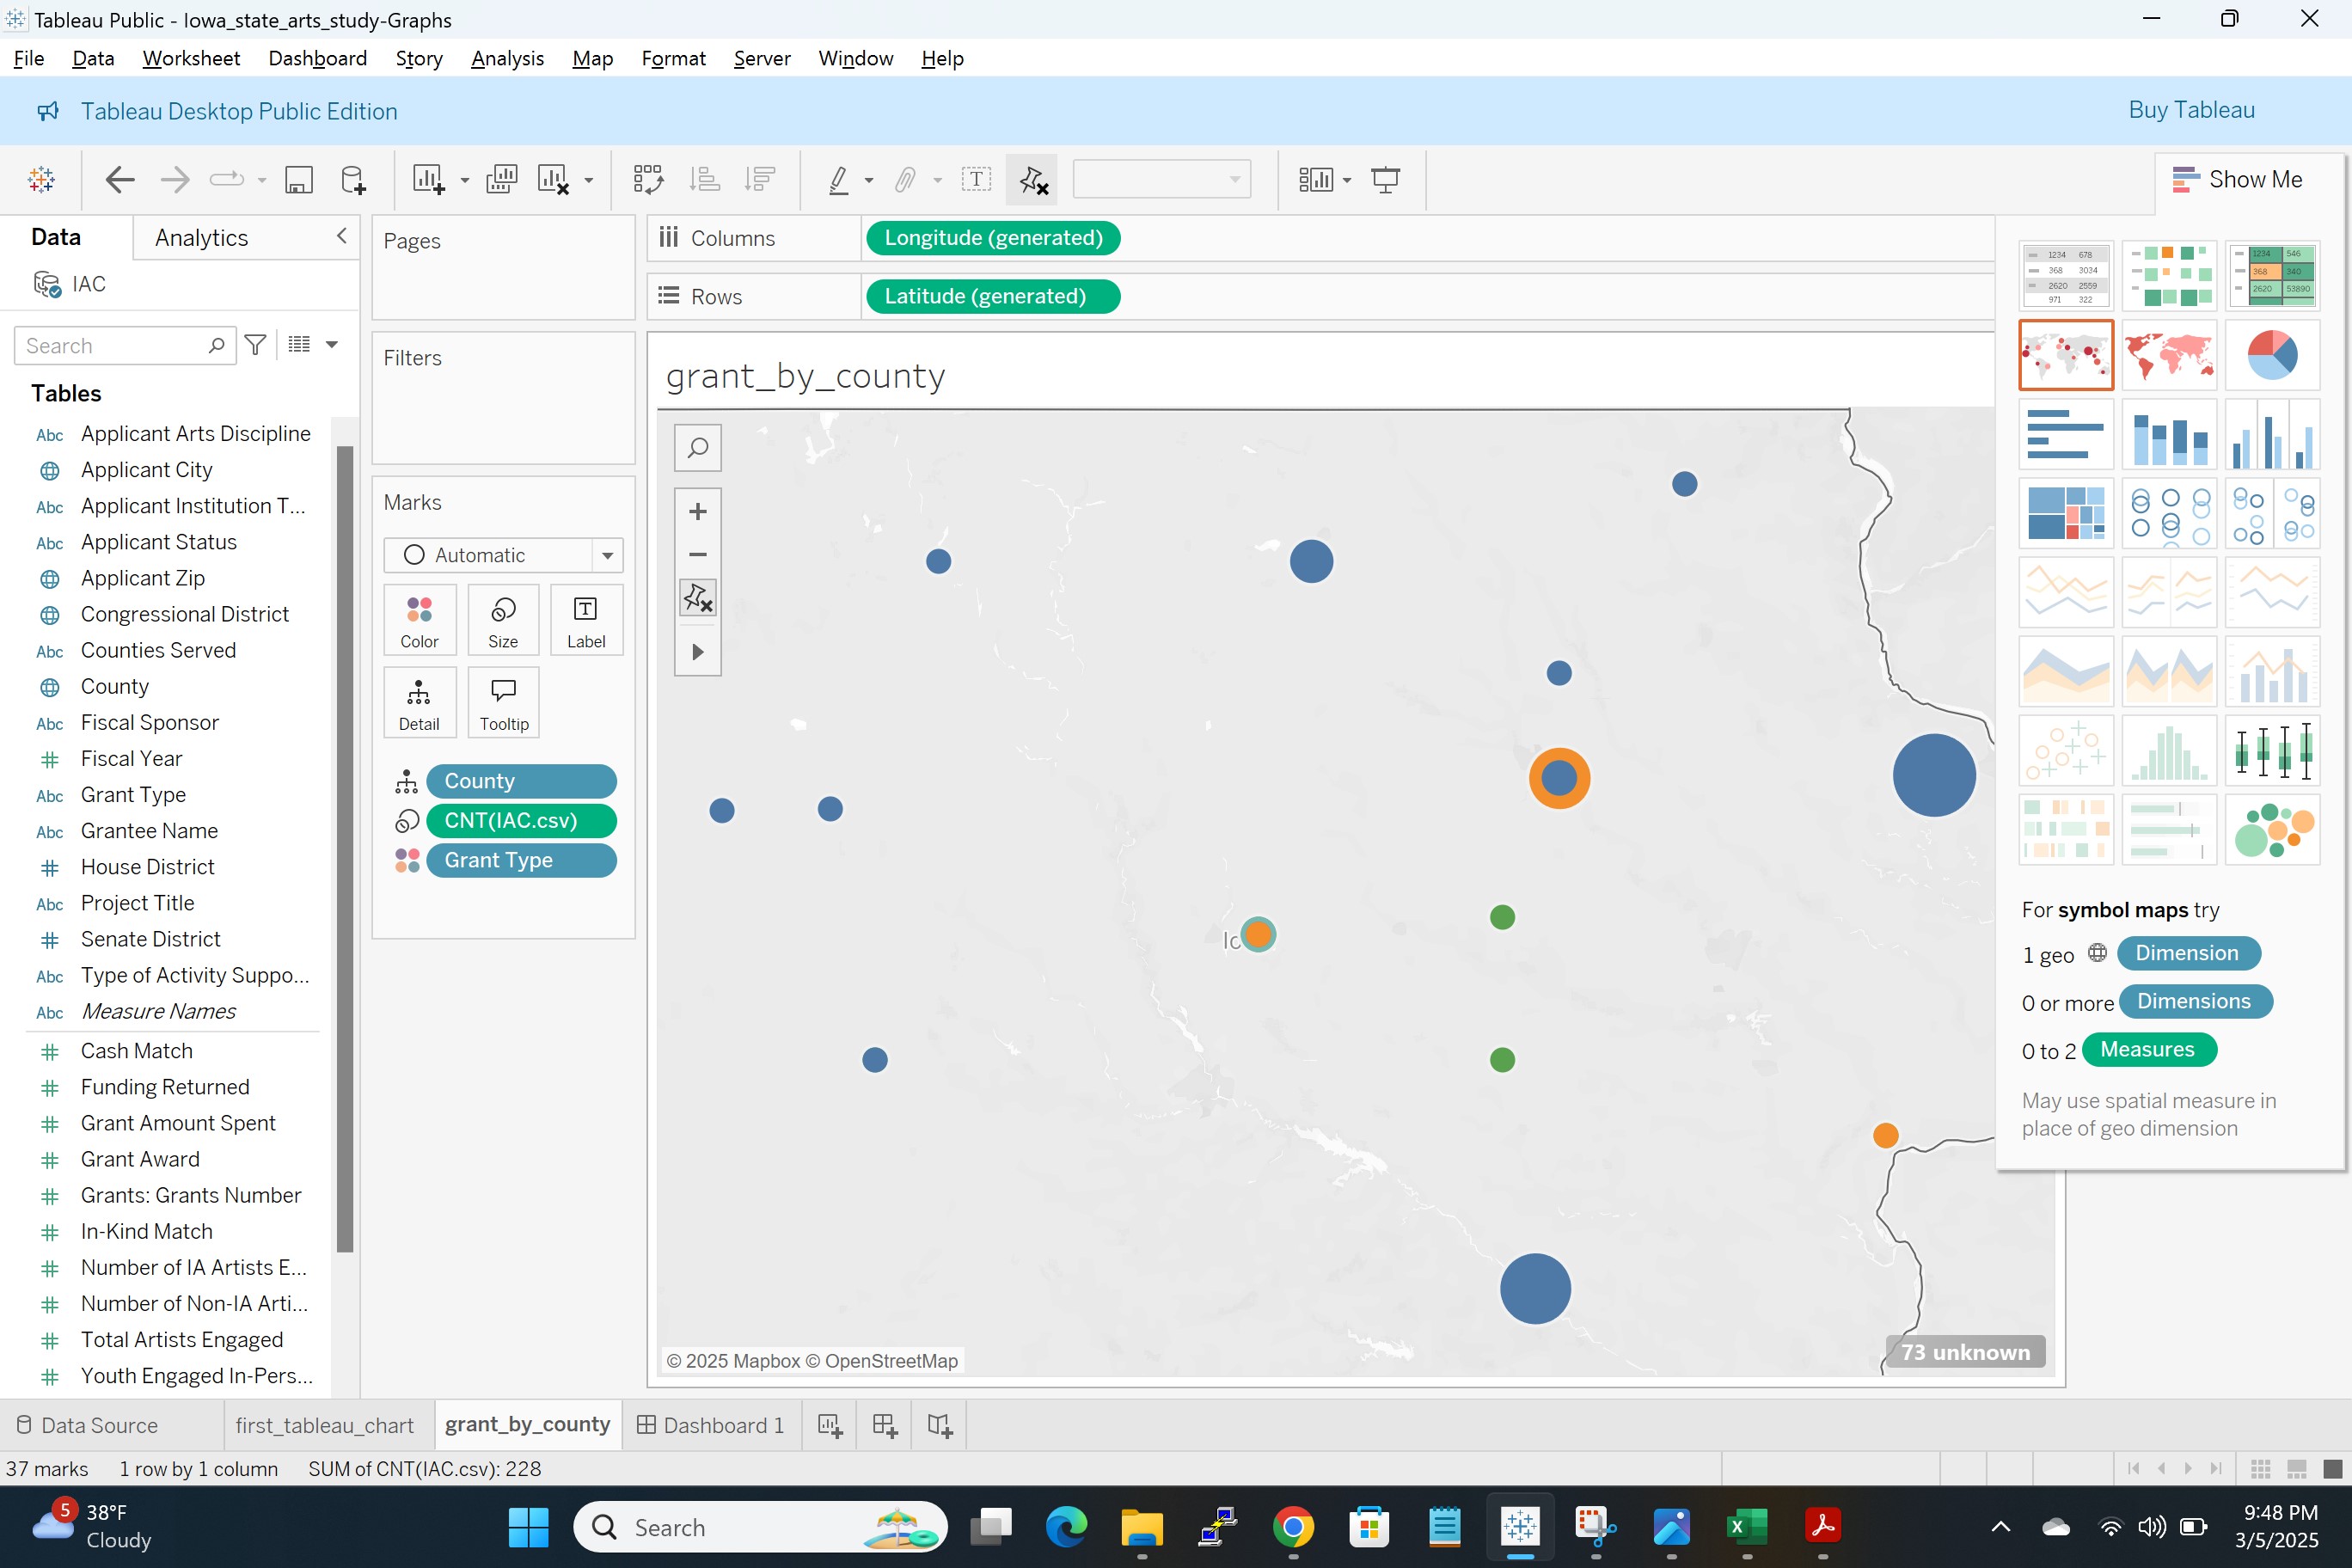 Tableau Public - Iowa_state_arts_study-Graphs
File Data Worksheet Dashboard Story Analysis Map Format Server Window Help
Tableau Desktop Public Edition
Buy Tableau
Show Me
Data
Analytics
IAC
Search
Tables
Abc Applicant Arts Discipline
Applicant City
Abc Applicant Institution T...
Abc Applicant Status
Applicant Zip
Congressional District
Abc Counties Served
County
Abc Fiscal Sponsor
# Fiscal Year
Abc Grant Type
Abc Grantee Name
# House District
Abc Project Title
# Senate District
Abc Type of Activity Suppo...
Abc Measure Names
# Cash Match
# Funding Returned
# Grant Amount Spent
# Grant Award
# Grants: Grants Number
# In-Kind Match
# Number of IA Artists E...
# Number of Non-IA Arti...
# Total Artists Engaged
# Youth Engaged In-Pers...
Pages
Filters
Marks
Automatic
Color
Size
Label
Detail
Tooltip
County
CNT(IAC.csv)
Grant Type
Columns
Longitude (generated)
Rows
Latitude (generated)
grant_by_county
Io
© 2025 Mapbox © OpenStreetMap
73 unknown
1234 678
368 3034
2620 2559
971 322
1234 546
368 340
2620 53890
For symbol maps try
1 geo Dimension
0 or more Dimensions
0 to 2 Measures
May use spatial measure in
place of geo dimension
Data Source
first_tableau_chart
grant_by_county
Dashboard 1
37 marks
1 row by 1 column
SUM of CNT(IAC.csv): 228
5
38°F
Cloudy
Search
9:48 PM
3/5/2025